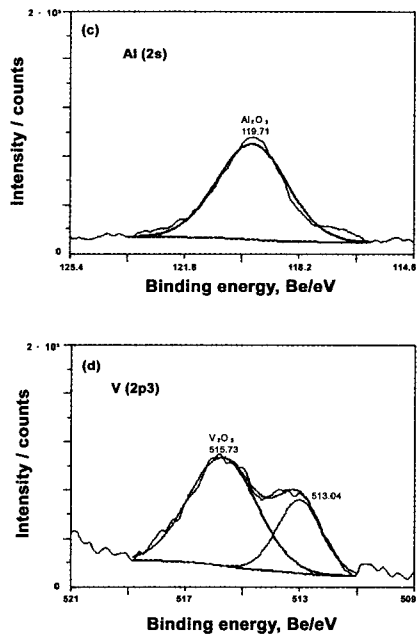 2 · 10³
(c)
Al (2s)
Al₂O₃
119.71
Intensity / counts
0
125.4
121.8
118.2
114.6
Binding energy, Be/eV
2 · 10³
(d)
V (2p3)
V₂O₃
515.73
513.04
Intensity / counts
0
521
517
513
509
Binding energy, Be/eV